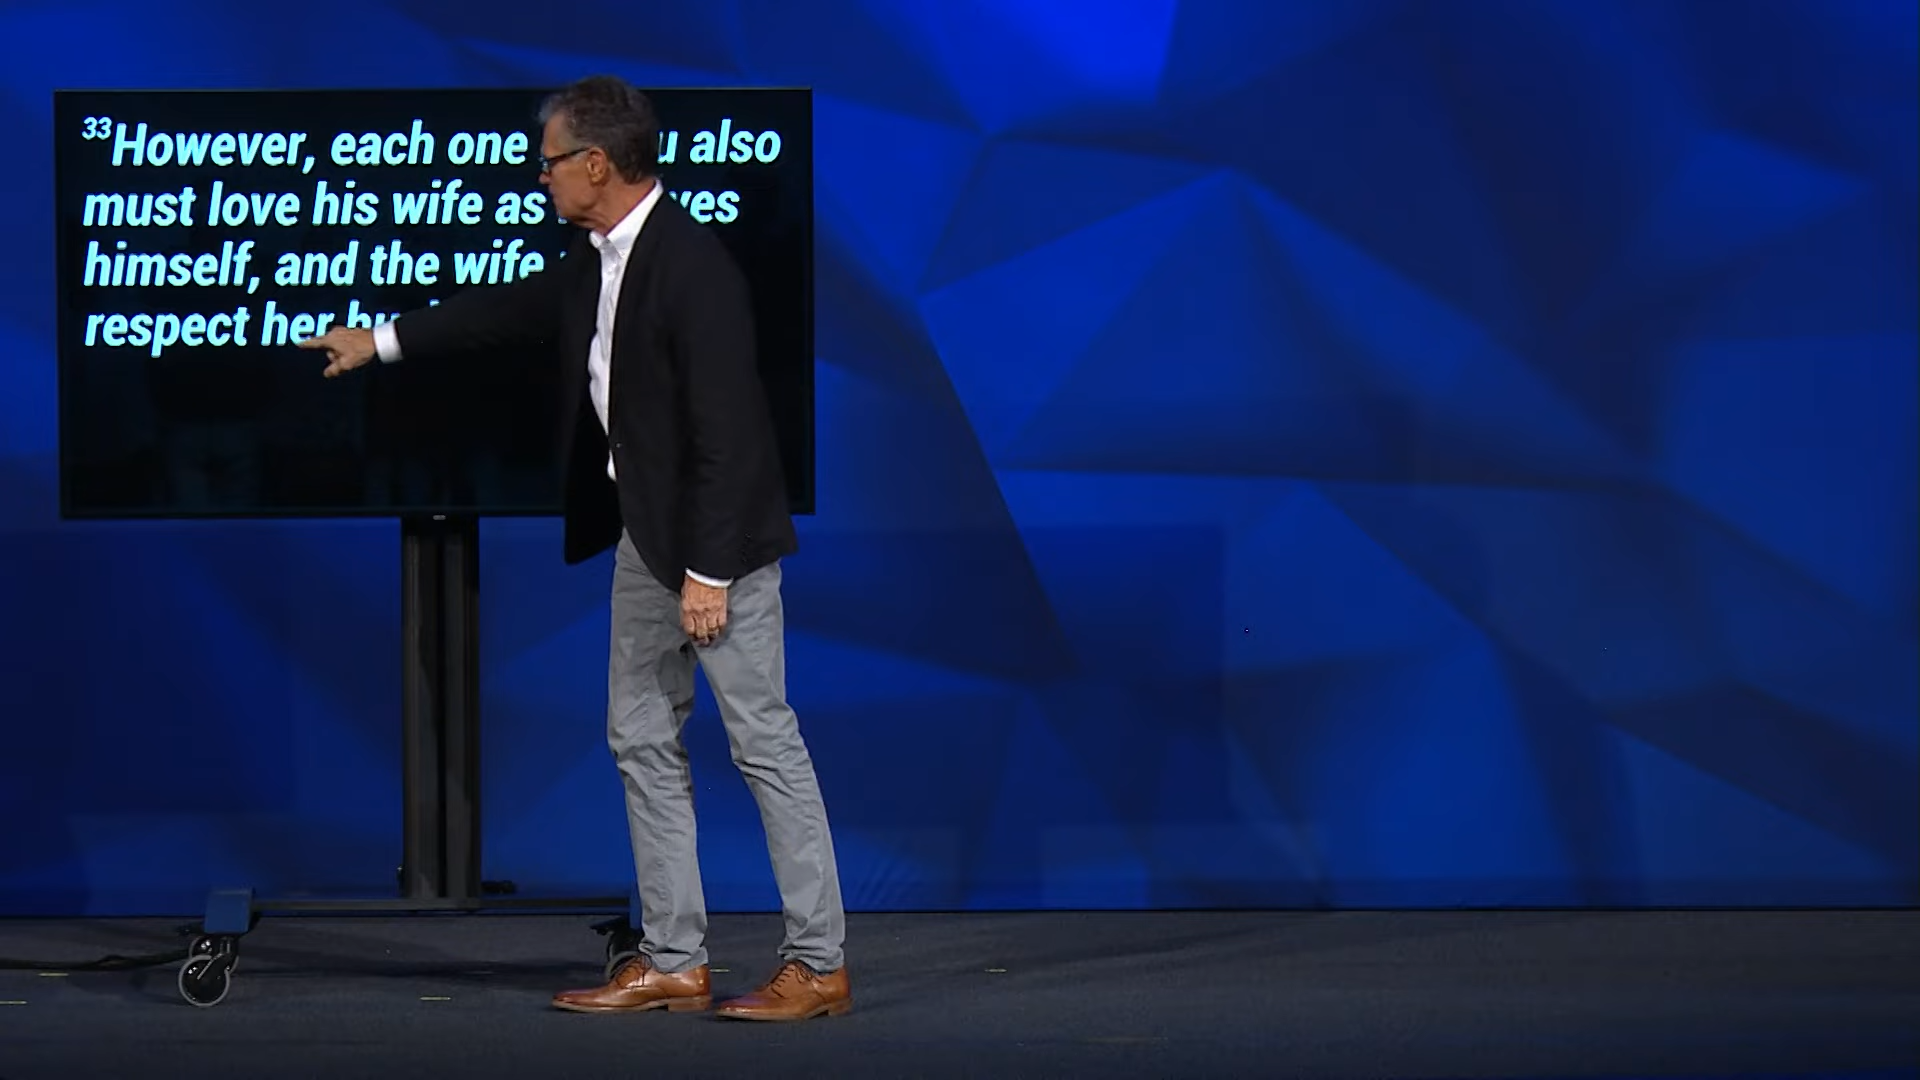 33However, each one also
must love his wife as
himself, and the wife
respect her